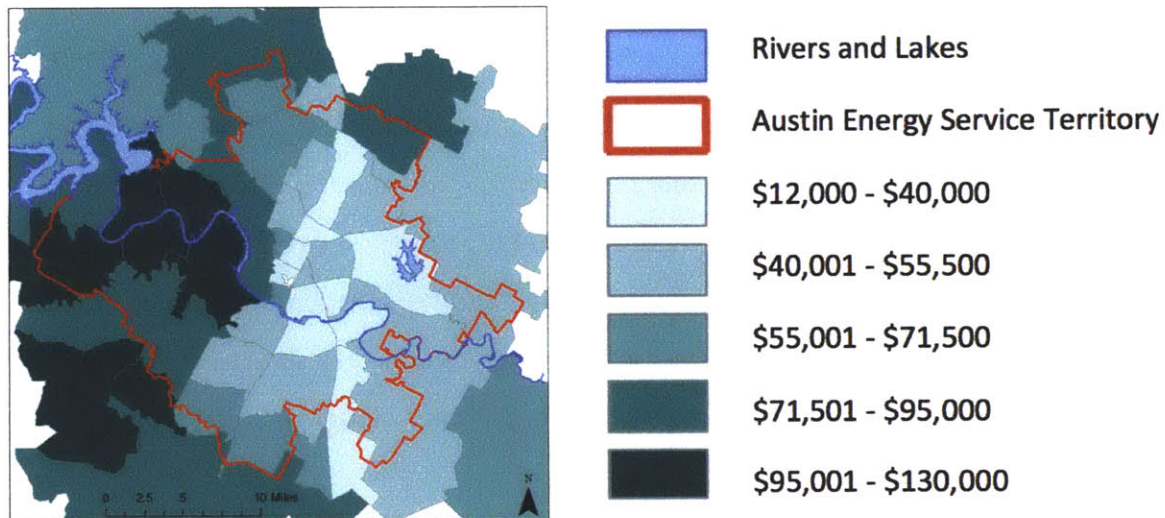 Rivers and Lakes
Austin Energy Service Territory
$12,000 - $40,000
$40,001 - $55,500
$55,001 - $71,500
$71,501 - $95,000
$95,001 - $130,000
N
0 2.5 5 10 Miles